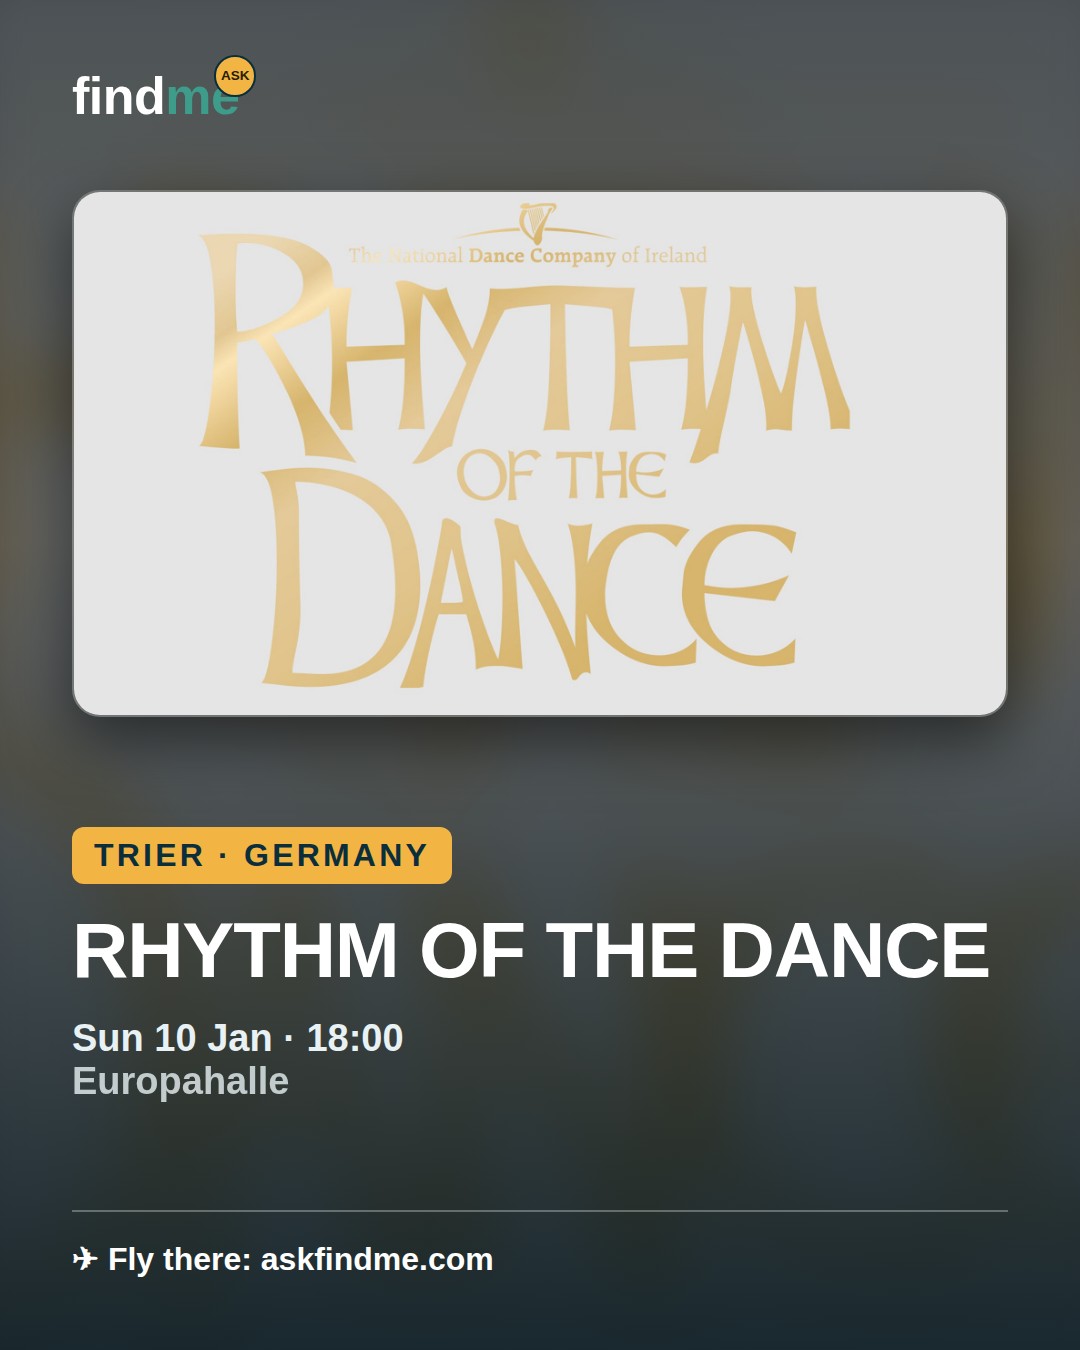 findme
ASK
The National Dance Company of Ireland
RHYTHM
OF THE
DANCE
TRIER · GERMANY
RHYTHM OF THE DANCE
Sun 10 Jan · 18:00
Europahalle
✈ Fly there: askfindme.com